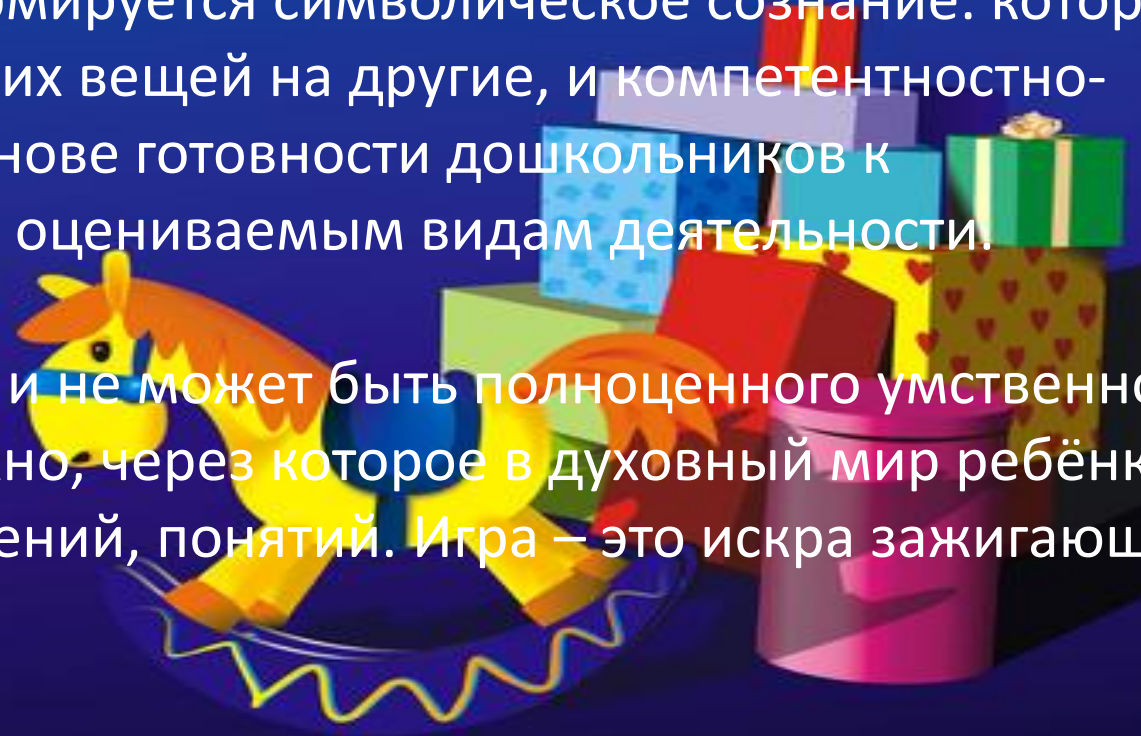 омируется символическое сознание: котор
их вещей на другие, и компетентностно-
нове готовности дошкольников к
оцениваемым видам деятельности.
и не может быть полноценного умственно
но, через которое в духовный мир ребёнк
ений, понятий. Игра – это искра зажигающ